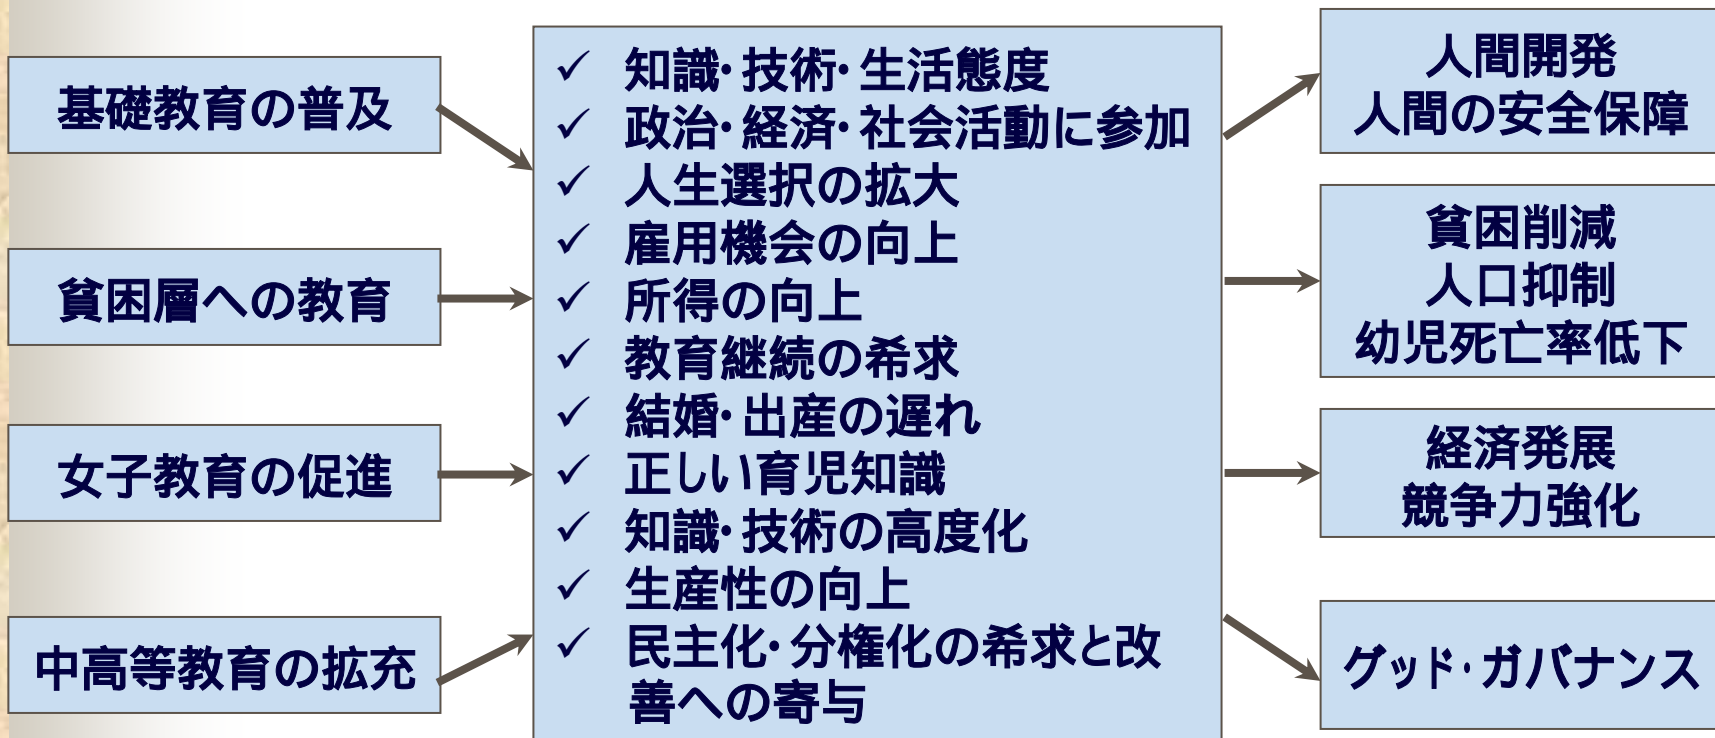 基礎教育の普及
貧困層への教育
女子教育の促進
中高等教育の拡充
✓ 知識・技術・生活態度
✓ 政治・経済・社会活動に参加
✓ 人生選択の拡大
✓ 雇用機会の向上
✓ 所得の向上
✓ 教育継続の希求
✓ 結婚・出産の遅れ
✓ 正しい育児知識
✓ 知識・技術の高度化
✓ 生産性の向上
✓ 民主化・分権化の希求と改
善への寄与
人間開発
人間の安全保障
貧困削減
人口抑制
幼児死亡率低下
経済発展
競争力強化
グッド・ガバナンス